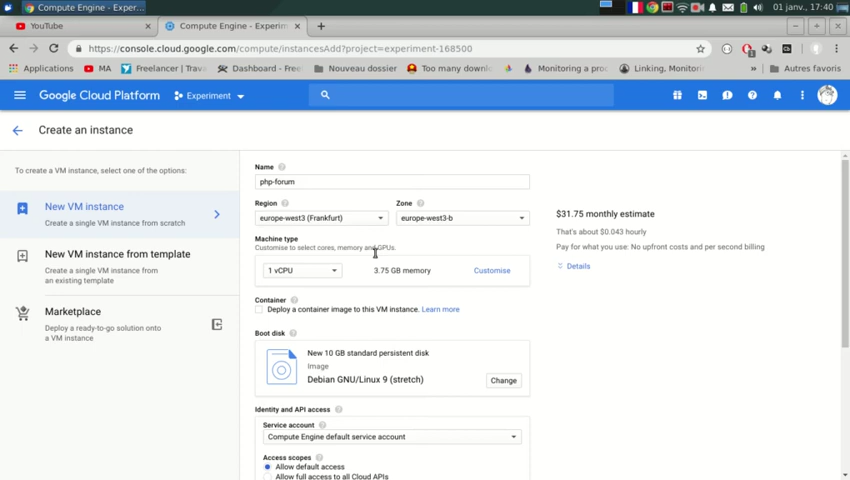 Compute Engine - Exper...
01 janv., 17:40
YouTube
Compute Engine - Experim
https://console.cloud.google.com/compute/instancesAdd?project=experiment-168500
Applications
MA
Freelancer | Trava
Dashboard - Free
Nouveau dossier
Too many downl
Monitoring a proc
Linking, Monitori
»
Autres favoris
Google Cloud Platform
Experiment
Create an instance
To create a VM instance, select one of the options:
New VM instance
Create a single VM instance from scratch
New VM instance from template
Create a single VM instance from
an existing template
Marketplace
Deploy a ready-to-go solution onto
a VM instance
Name
php-forum
Region
Zone
europe-west3 (Frankfurt)
europe-west3-b
Machine type
Customise to select cores, memory and GPUs.
1 vCPU
3.75 GB memory
Customise
Container
Deploy a container image to this VM instance. Learn more
Boot disk
New 10 GB standard persistent disk
Image
Debian GNU/Linux 9 (stretch)
Change
Identity and API access
Service account
Compute Engine default service account
Access scopes
Allow default access
Allow full access to all Cloud APIs
$31.75 monthly estimate
That's about $0.043 hourly
Pay for what you use: No upfront costs and per second billing
Details